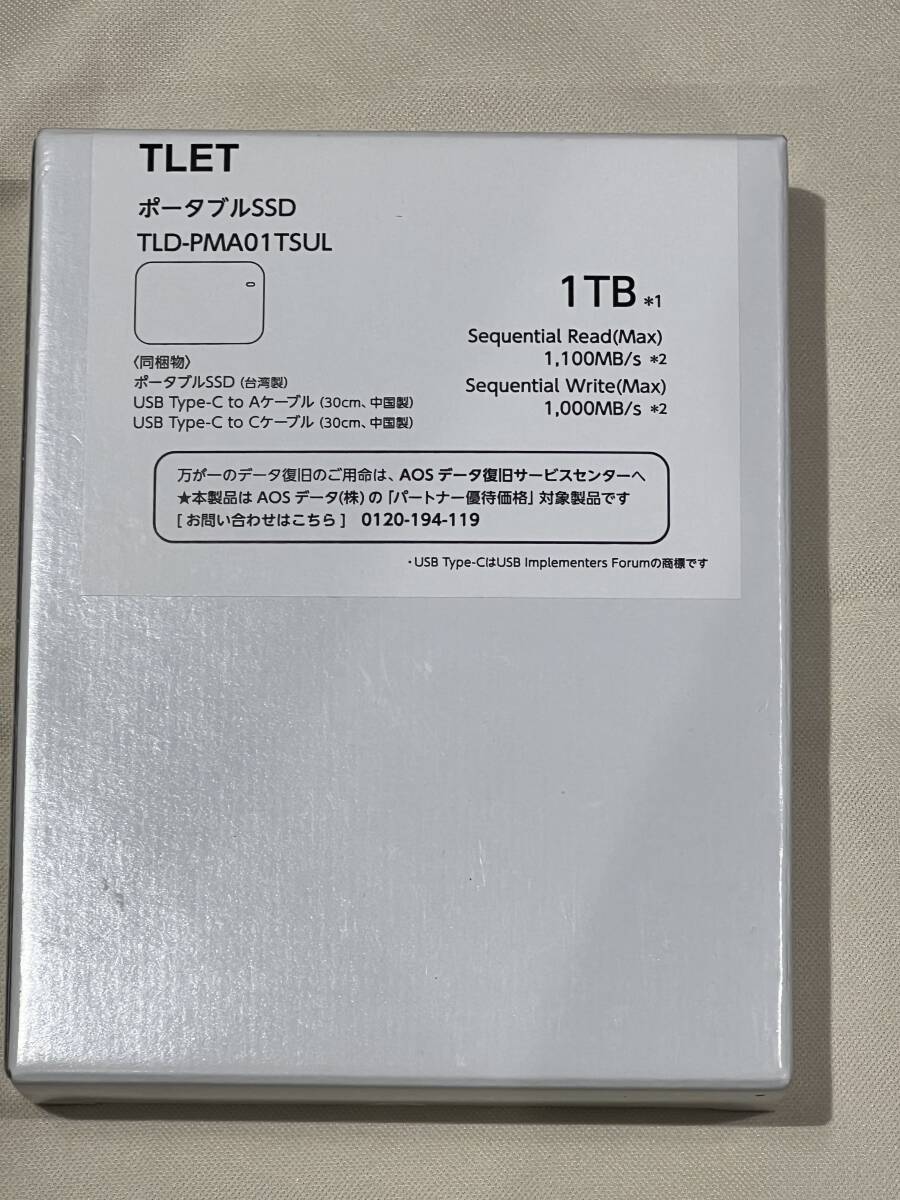 TLET
ポータブルSSD
TLD-PMA01TSUL
1TB *1
Sequential Read(Max)
1,100MB/s *2
Sequential Write(Max)
1,000MB/s *2
〈同梱物〉
ポータブルSSD (台湾製)
USB Type-C to Aケーブル (30cm、中国製)
USB Type-C to Cケーブル (30cm、中国製)
万が一のデータ復旧のご用命は、AOS データ復旧サービスセンターへ
★本製品は AOS データ(株) の「パートナー優待価格」対象製品です
[ お問い合わせはこちら ] 0120-194-119
・USB Type-CはUSB Implementers Forumの商標です